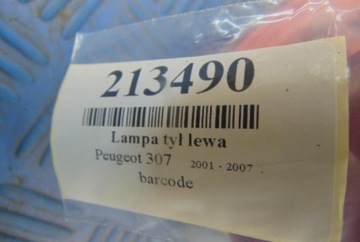 213490
Lampa tył lewa
Peugeot 307 2001 - 2007
barcode